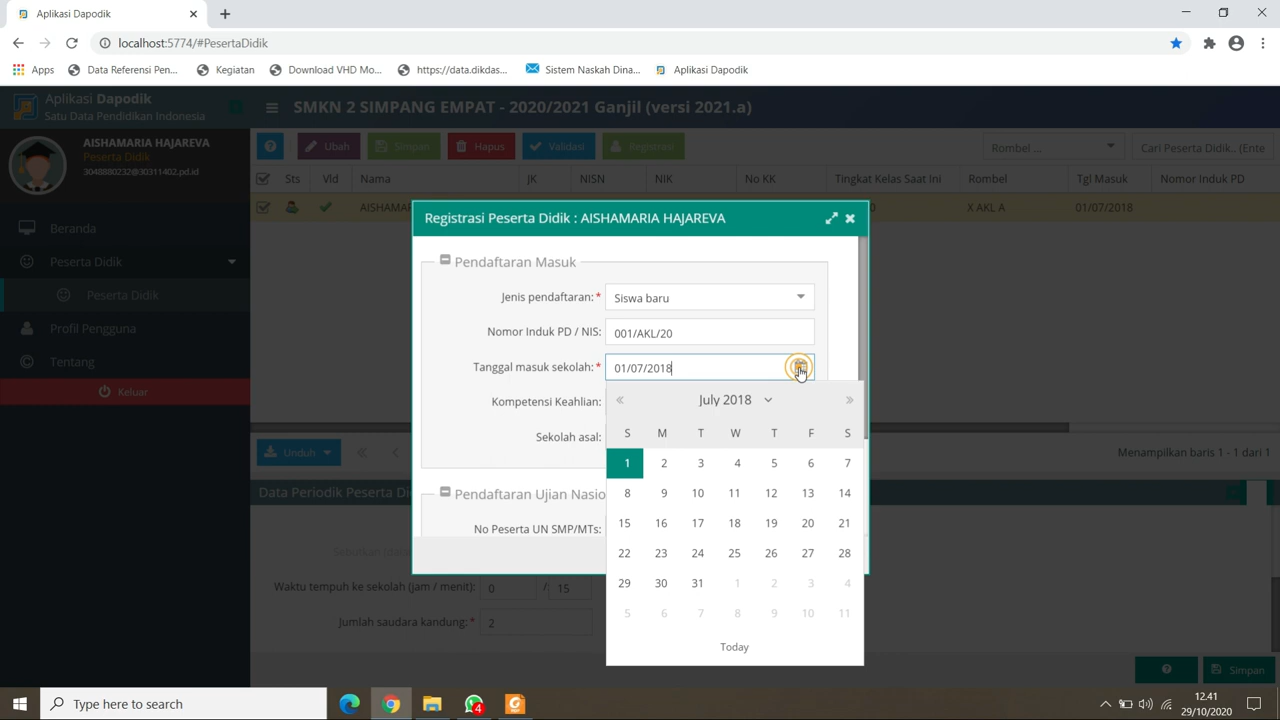 Aplikasi Dapodik
localhost:5774/#PesertaDidik
Apps
Data Referensi Pen...
Kegiatan
Download VHD Mo...
https://data.dikdas...
Sistem Naskah Dina...
Aplikasi Dapodik
Aplikasi Dapodik
Satu Data Pendidikan Indonesia
SMKN 2 SIMPANG EMPAT - 2020/2021 Ganjil (versi 2021.a)
AISHAMARIA HAJAREVA
Peserta Didik
3048880232@30311402.pd.id
Ubah
Simpan
Hapus
Validasi
Registrasi
Rombel ...
Cari Peserta Didik.. (Enter
Sts
Vld
Nama
JK
NISN
NIK
No KK
Tingkat Kelas Saat Ini
Rombel
Tgl Masuk
Nomor Induk PD
AISHAMAR
0
X AKL A
01/07/2018
Beranda
Peserta Didik
Peserta Didik
Profil Pengguna
Tentang
Keluar
Registrasi Peserta Didik : AISHAMARIA HAJAREVA
Pendaftaran Masuk
Jenis pendaftaran:*
Siswa baru
Nomor Induk PD / NIS:
001/AKL/20
Tanggal masuk sekolah:*
01/07/2018
Kompetensi Keahlian:
Sekolah asal:
July 2018
« »
S M T W T F S
1 2 3 4 5 6 7
8 9 10 11 12 13 14
15 16 17 18 19 20 21
22 23 24 25 26 27 28
29 30 31 1 2 3 4
5 6 7 8 9 10 11
Today
Pendaftaran Ujian Nasio
No Peserta UN SMP/MTs:
Unduh
Menampilkan baris 1 - 1 dari 1
Data Periodik Peserta Di
Waktu tempuh ke sekolah (jam / menit):
0 /: 15
Jumlah saudara kandung:*
2
Simpan
Type here to search
4
12.41
29/10/2020